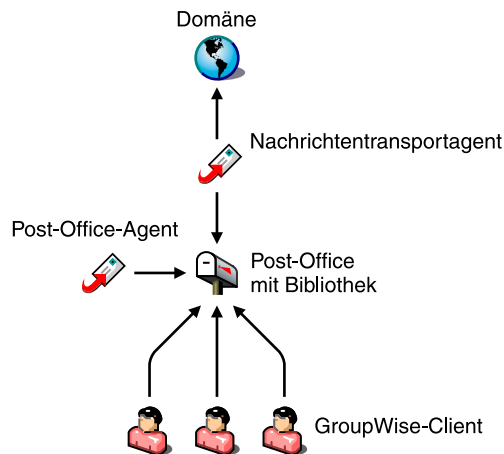 Domäne
Nachrichtentransportagent
Post-Office-Agent
Post-Office
mit Bibliothek
GroupWise-Client